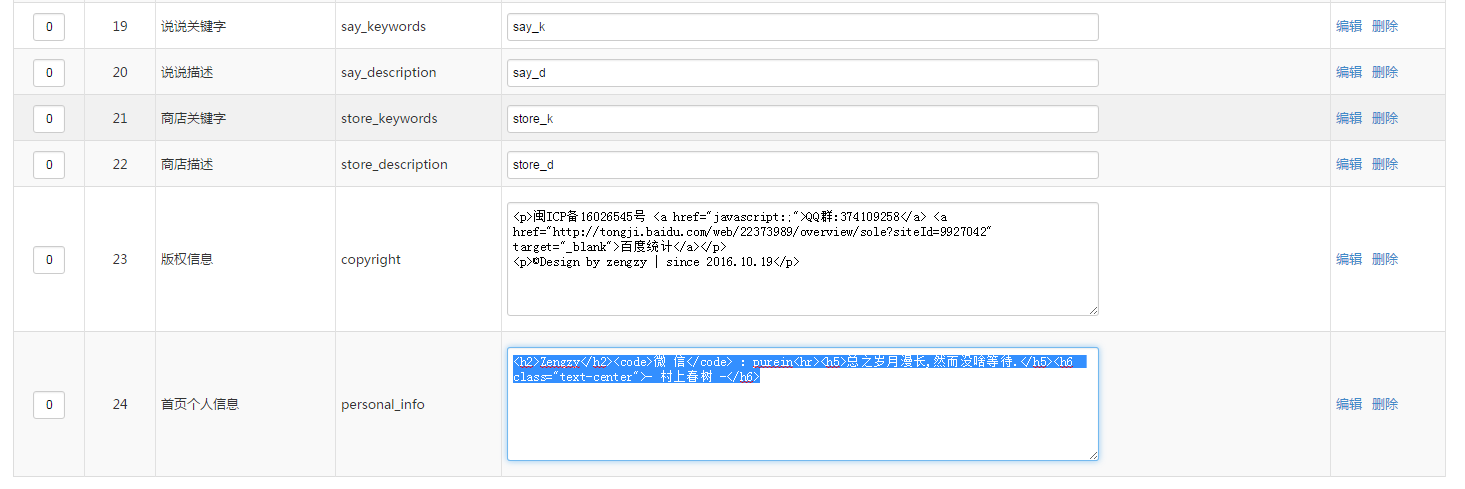 0 19 说说关键字 say_keywords say_k 编辑 删除
0 20 说说描述 say_description say_d 编辑 删除
0 21 商店关键字 store_keywords store_k 编辑 删除
0 22 商店描述 store_description store_d 编辑 删除
<p>闽ICP备16026545号 <a href="javascript:;">QQ群:374109258</a> <a
href="http://tongji.baidu.com/web/22373989/overview/sole?siteId=9927042"
target="_blank">百度统计</a></p>
0 23 版权信息 copyright <p>©Design by zengzy | since 2016.10.19</p> 编辑 删除
<h2>Zengzy</h2><code>微 信</code> : purein<hr><h5>总之岁月漫长,然而没啥等待.</h5><h6
class="text-center">- 村上春树 -</h6>
0 24 首页个人信息 personal_info 编辑 删除